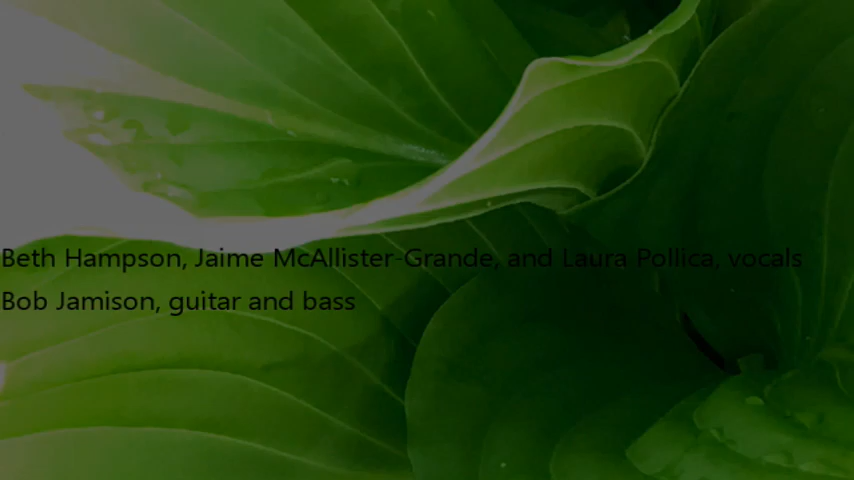 Beth Hampson, Jaime McAllister-Grande, and Laura Pollica, vocals
Bob Jamison, guitar and bass